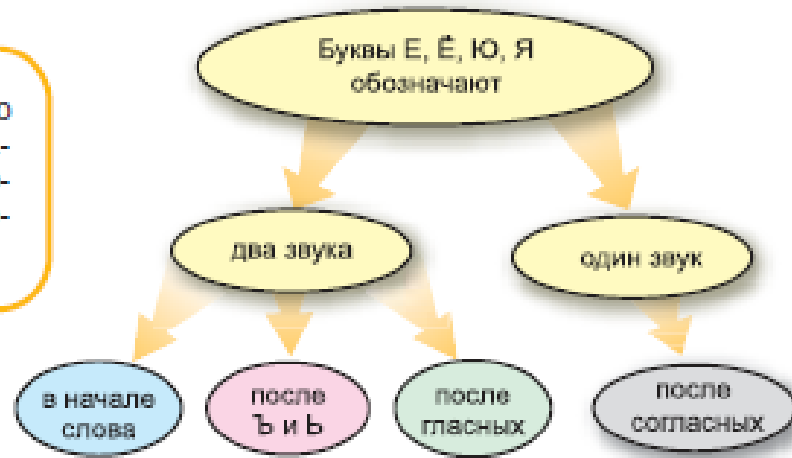 Буквы Е, Ё, Ю, Я
обозначают
два звука
один звук
в начале
слова
после
Ъ и Ь
после
гласных
после
согласных